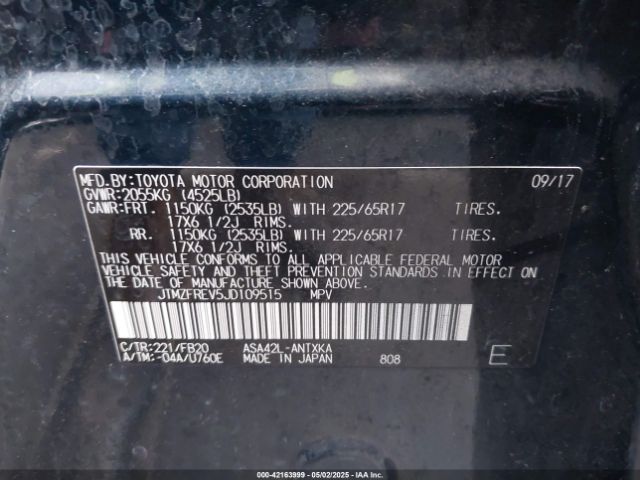 MFD.BY:TOYOTA MOTOR CORPORATION 09/17
GVWR:2055KG (4525LB)
GAWR:FRT. 1150KG (2535LB) WITH 225/65R17 TIRES.
17X6 1/2J RIMS.
RR. 1150KG (2535LB) WITH 225/65R17 TIRES.
17X6 1/2J RIMS.
THIS VEHICLE CONFORMS TO ALL APPLICABLE FEDERAL MOTOR
VEHICLE SAFETY AND THEFT PREVENTION STANDARDS IN EFFECT ON
THE DATE OF MANUFACTURE SHOWN ABOVE.
JTMZFREV5JD109515 MPV
C/TR:221/FB20 ASA42L-ANTXKA
A/TM:-04A/U760E MADE IN JAPAN 808 E
000-42163999 - 05/02/2025 - IAA Inc.